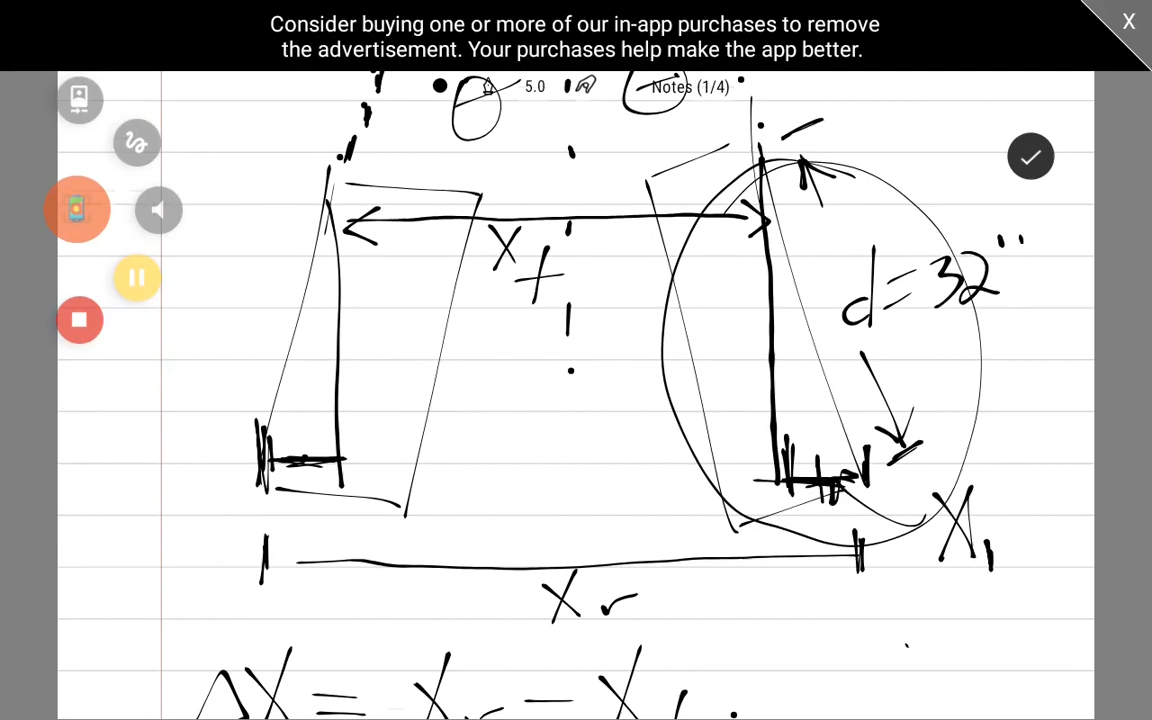 Consider buying one or more of our in-app purchases to remove
the advertisement. Your purchases help make the app better.
X
5.0
Notes (1/4)
θ
Xf
d=32"
X1
Xr
ΔX = Xr - Xf